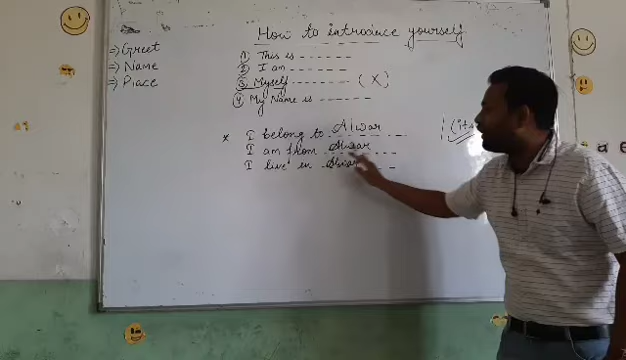 How to introduce yourself
⇒ Greet
⇒ Name
⇒ Place
① This is ------
② I am ------
③ Myself ------ (X)
④ My Name is ------
x I belong to Alwar
I am from Alwar
I live in Alwar
(its